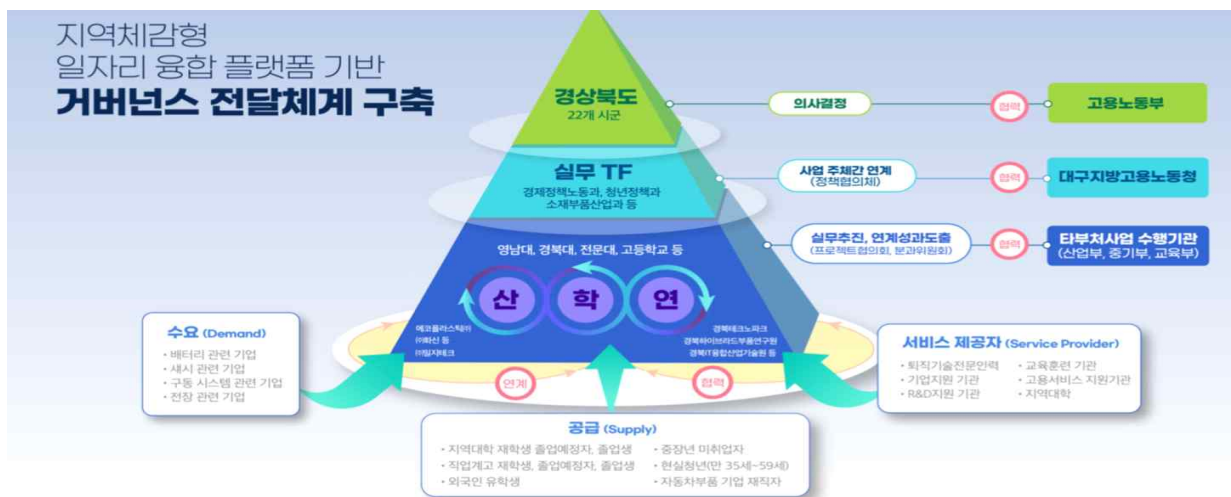 지역체감형
일자리 융합 플랫폼 기반
거버넌스 전달체계 구축
경상북도
22개 시군
의사결정
협력
고용노동부
실무 TF
경제정책노동과, 청년정책과
소재부품산업과 등
사업 주체간 연계
(정책협의체)
협력
대구지방고용노동청
영남대, 경북대, 전문대, 고등학교 등
실무추진, 연계성과도출
(프로젝트협의회, 분과위원회)
협력
타부처사업 수행기관
(산업부, 중기부, 교육부)
산
학
연
에코플라스틱㈜
㈜화신 등
㈜일지테크
경북테크노파크
경북하이브리드부품연구원
경북IT융합산업기술원 등
수요 (Demand)
· 배터리 관련 기업
· 섀시 관련 기업
· 구동 시스템 관련 기업
· 전장 관련 기업
연계
협력
서비스 제공자 (Service Provider)
· 퇴직기술전문인력
· 기업지원 기관
· R&D지원 기관
· 교육훈련 기관
· 고용서비스 지원기관
· 지역대학
공급 (Supply)
· 지역대학 재학생 졸업예정자, 졸업생
· 직업계고 재학생, 졸업예정자, 졸업생
· 외국인 유학생
· 중장년 미취업자
· 현실청년(만 35세~59세)
· 자동차부품 기업 재직자